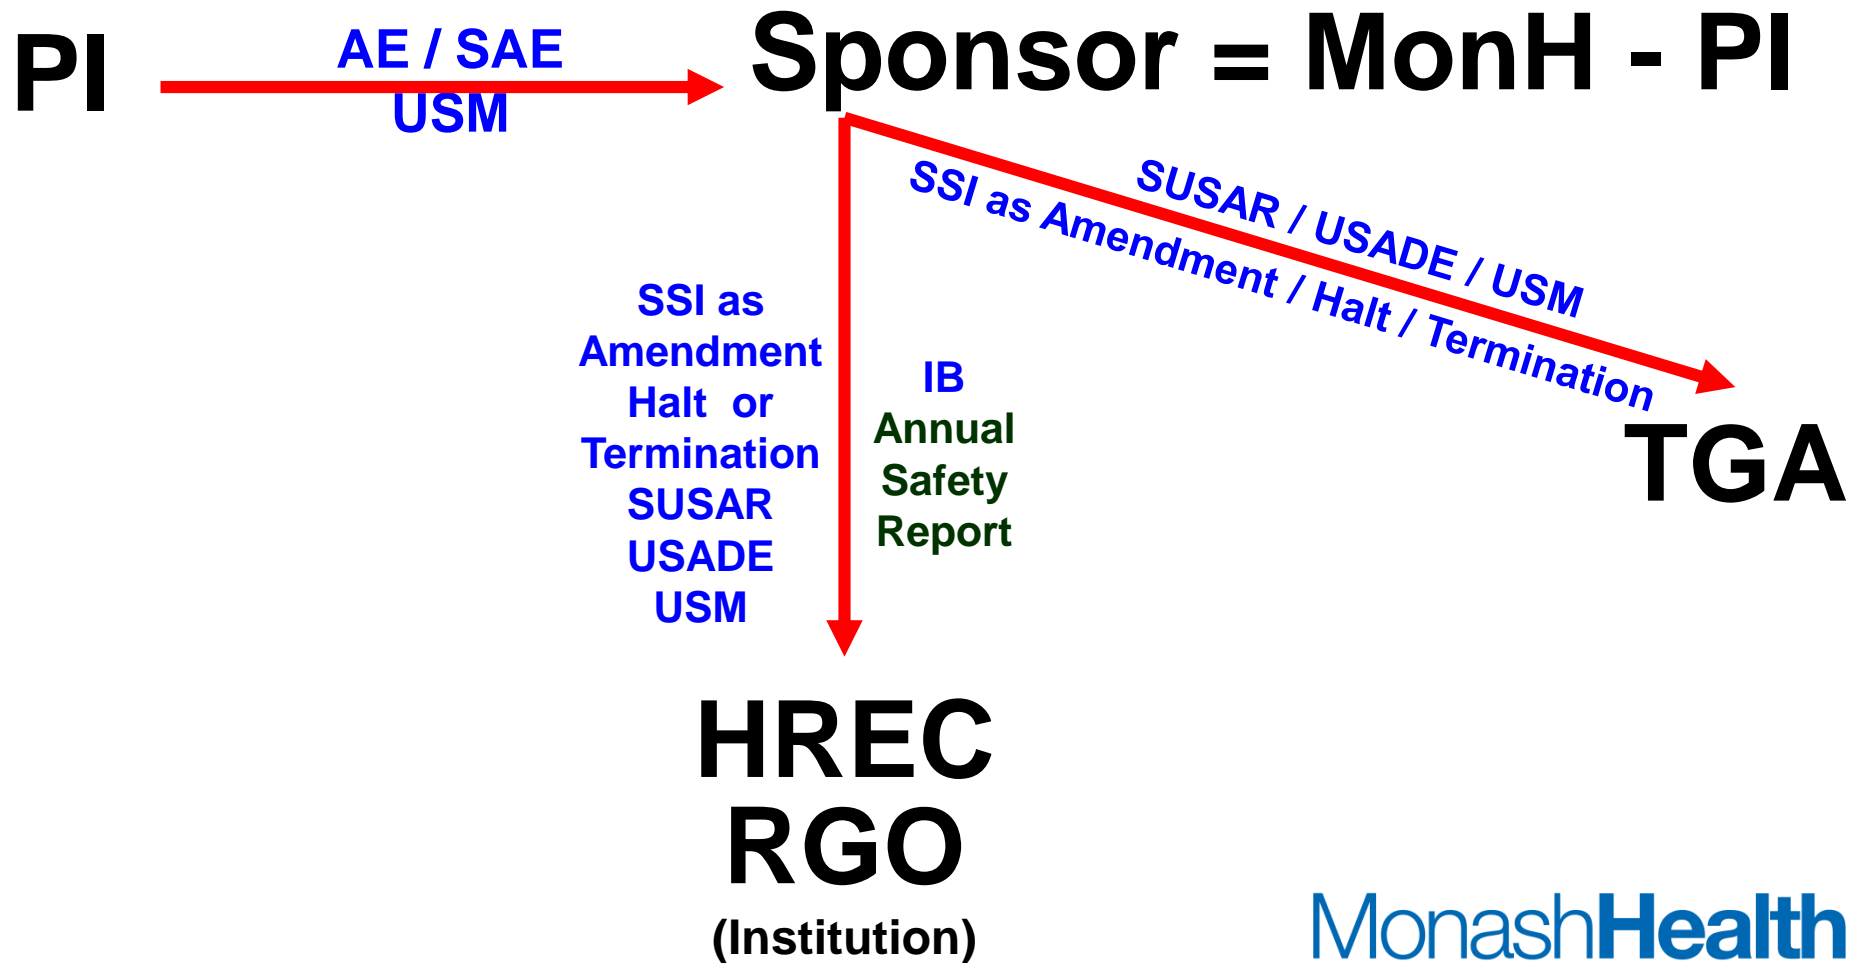 PI
AE / SAE
USM
Sponsor = MonH - PI
SUSAR / USADE / USM
SSI as Amendment / Halt / Termination
TGA
SSI as
Amendment
Halt or
Termination
SUSAR
USADE
USM
IB
Annual
Safety
Report
HREC
RGO
(Institution)
MonashHealth